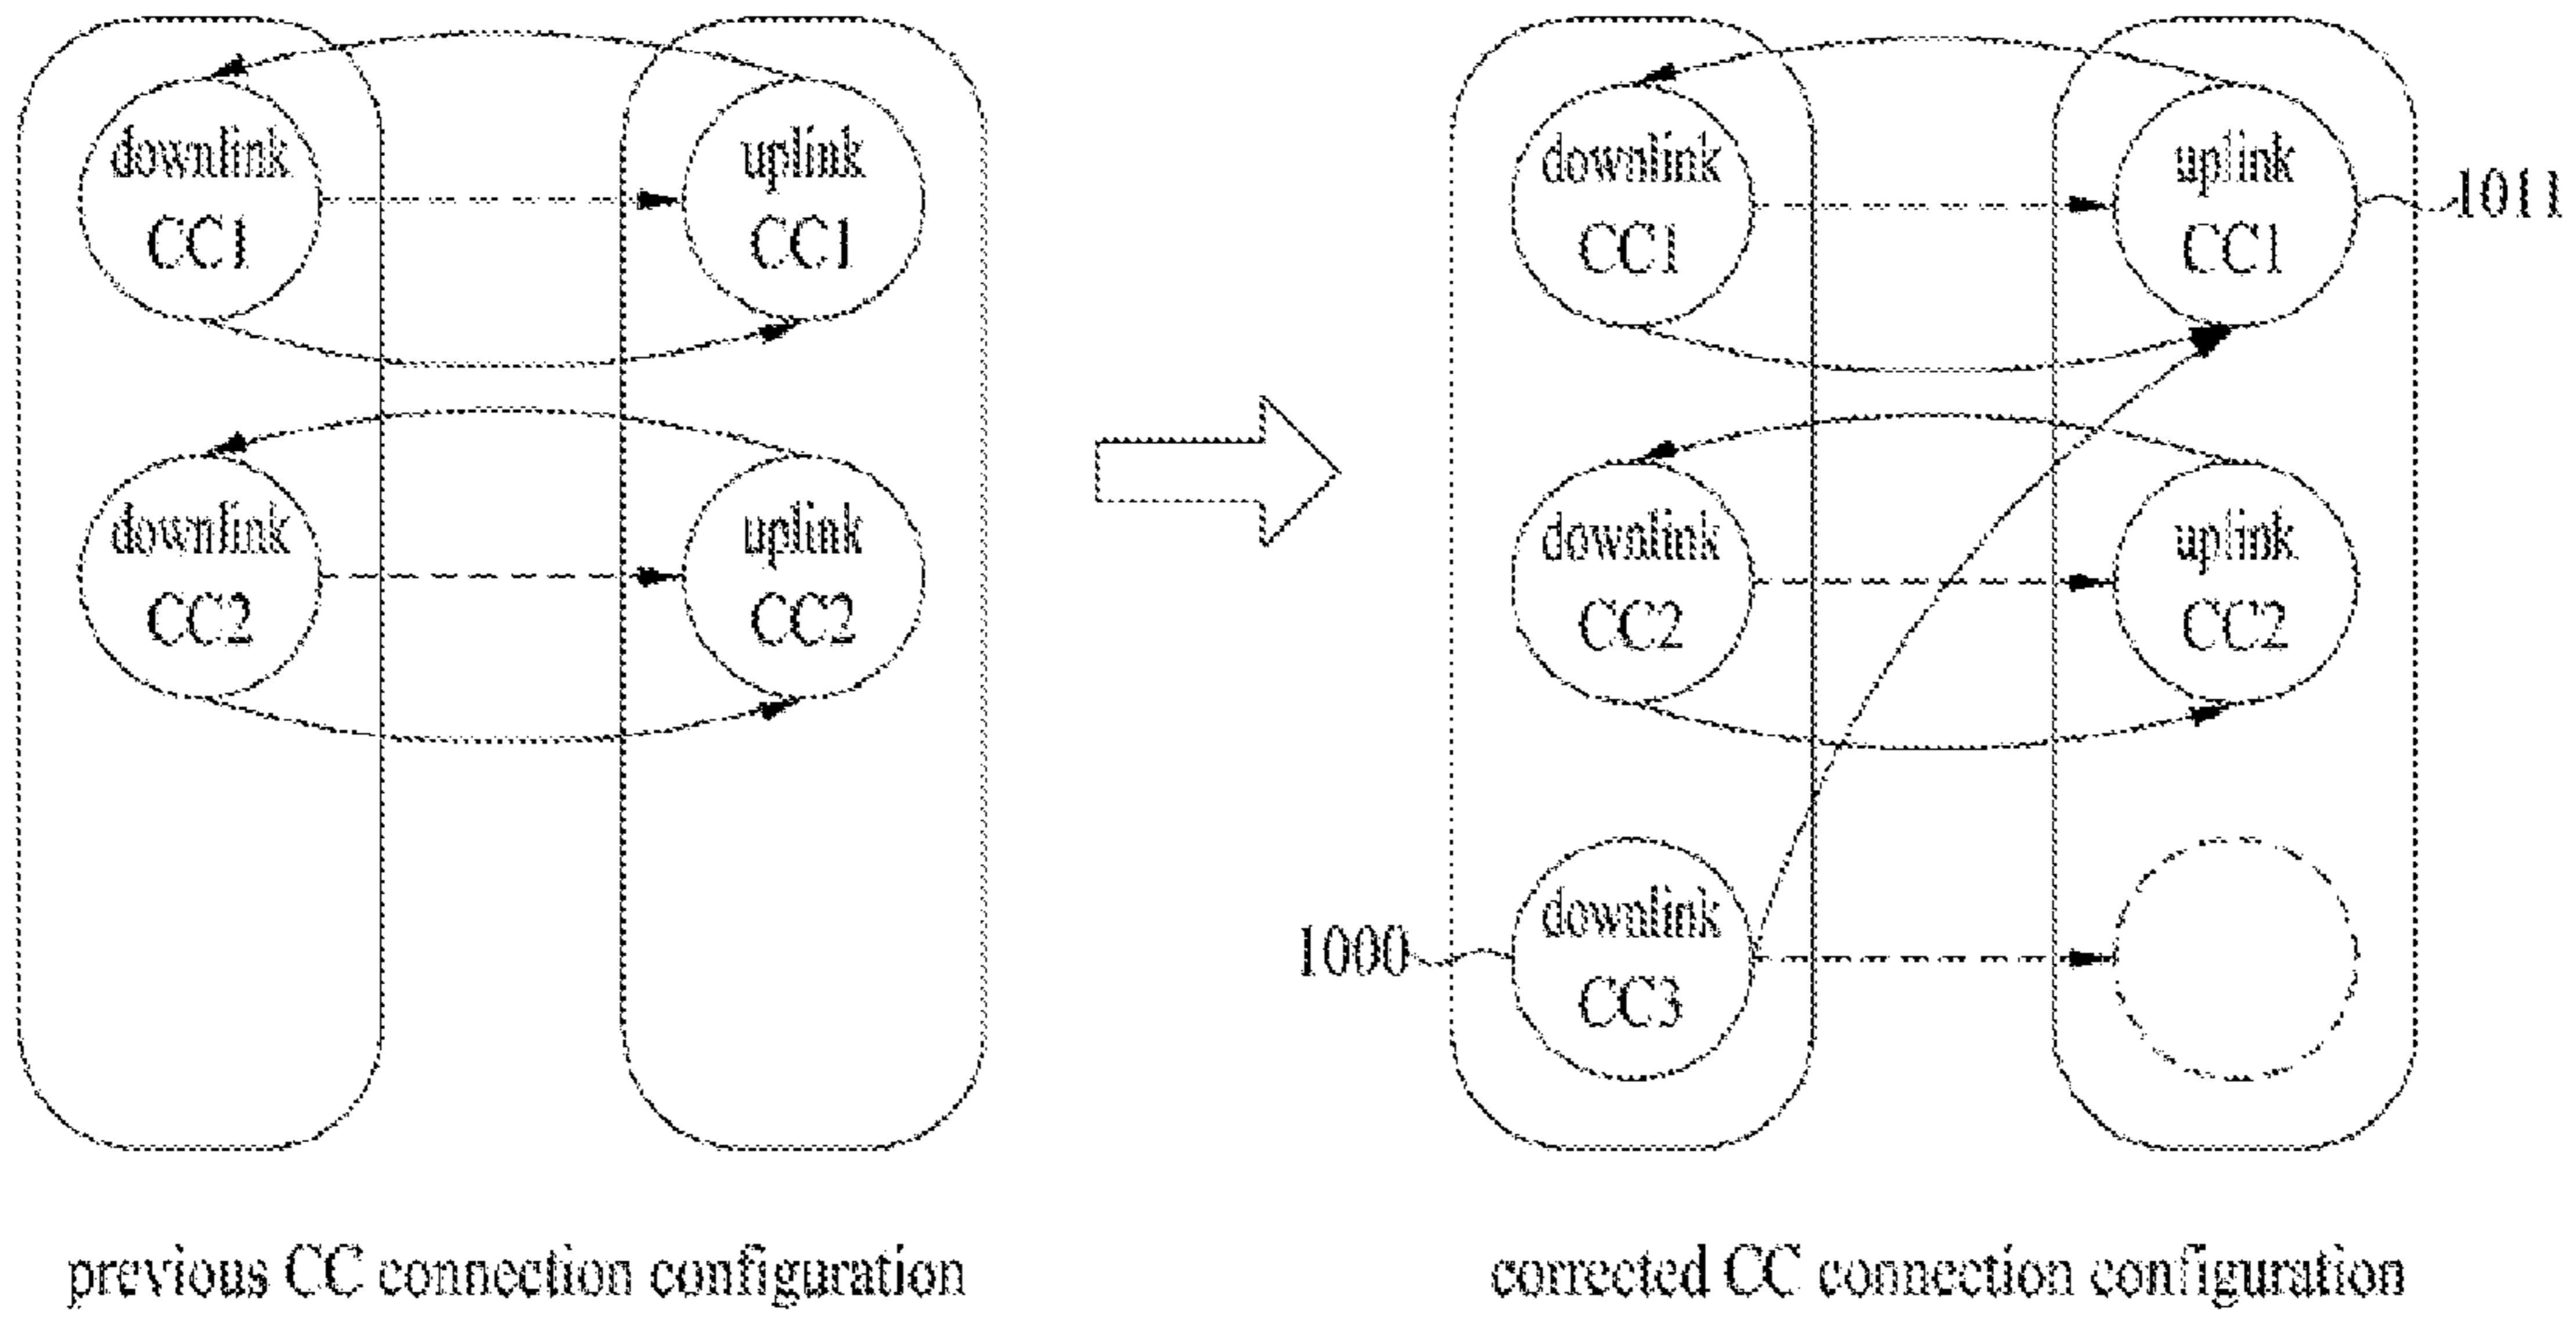 downlink
CC1
uplink
CC1
downlink
CC2
uplink
CC2
previous CC connection configuration
downlink
CC1
uplink
CC1
1011
downlink
CC2
uplink
CC2
1000
downlink
CC3
corrected CC connection configuration